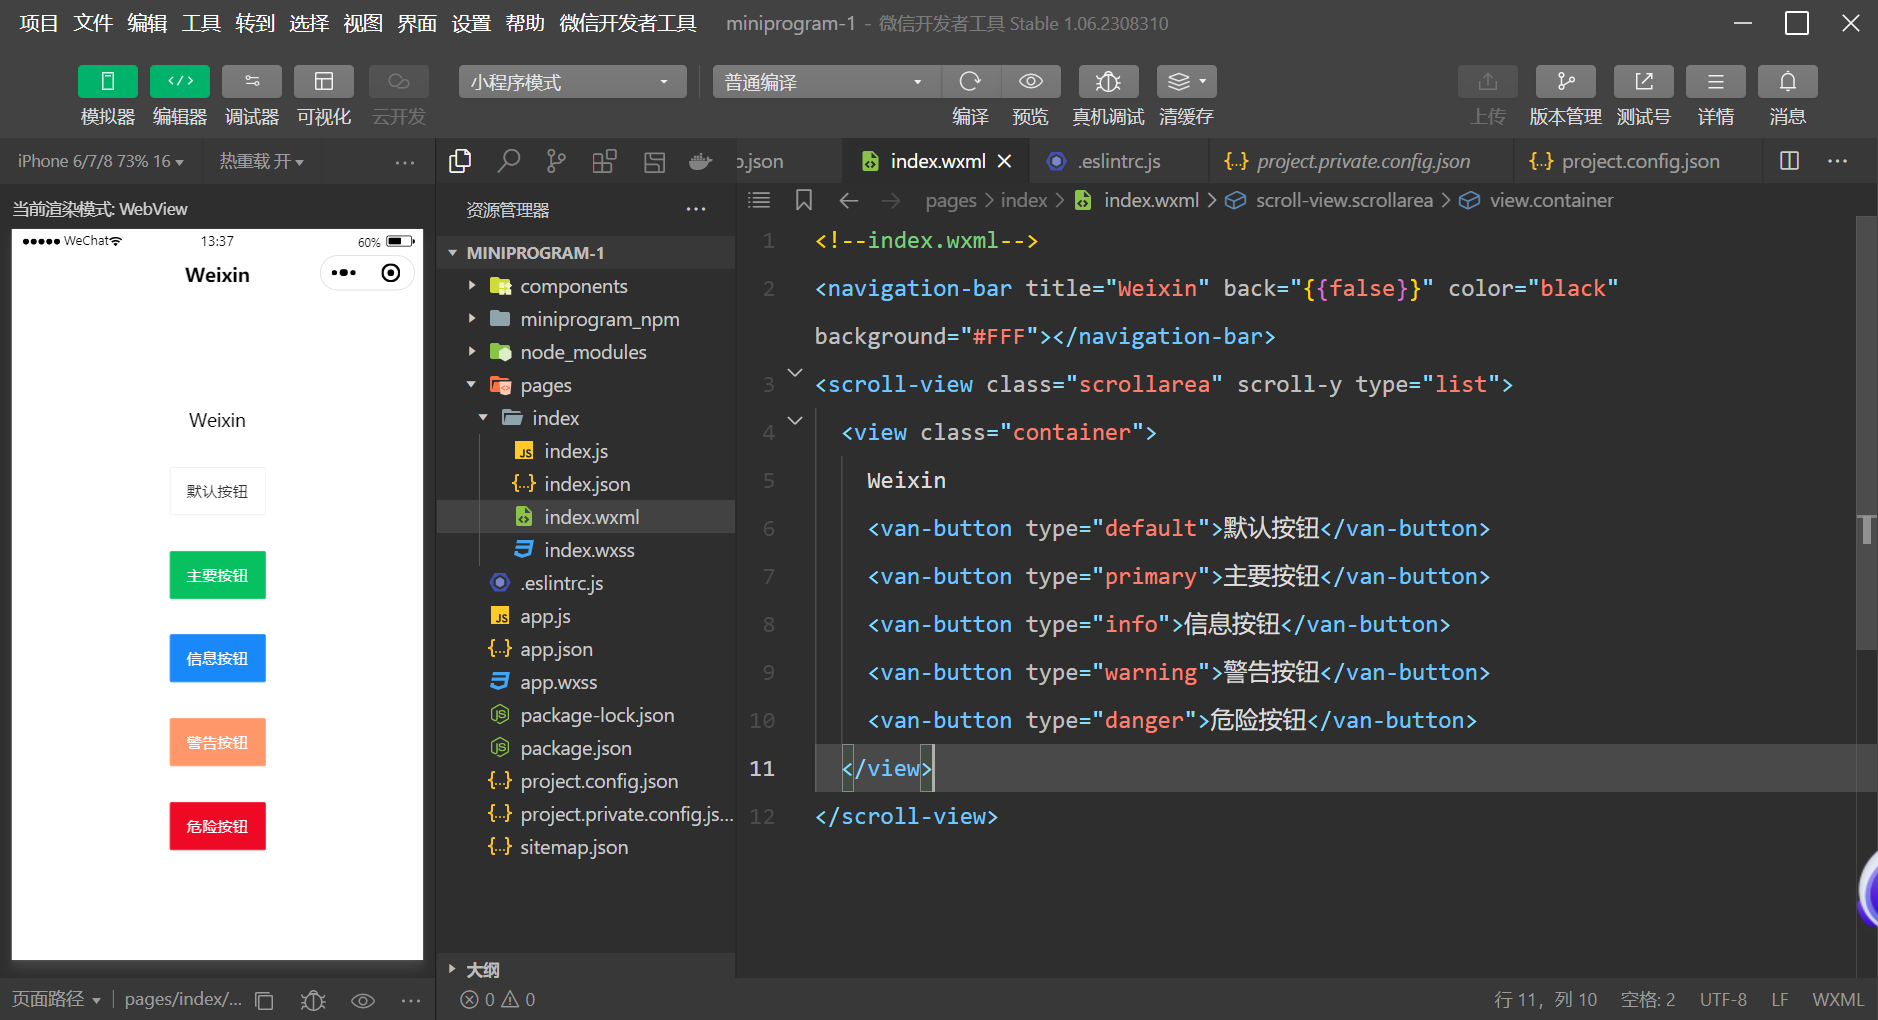 项目 文件 编辑 工具 转到 选择 视图 界面 设置 帮助 微信开发者工具 miniprogram-1 - 微信开发者工具 Stable 1.06.2308310
小程序模式 普通编译
模拟器 编辑器 调试器 可视化 云开发 编译 预览 真机调试 清缓存 上传 版本管理 测试号 详情 消息
iPhone 6/7/8 73% 16 热重载 开
当前渲染模式: WebView
WeChat 13:37 60%
Weixin
Weixin
默认按钮
主要按钮
信息按钮
警告按钮
危险按钮
页面路径 pages/index/...
资源管理器
MINIPROGRAM-1
components
miniprogram_npm
node_modules
pages
index
index.js
index.json
index.wxml
index.wxss
.eslintrc.js
app.js
app.json
app.wxss
package-lock.json
package.json
project.config.json
project.private.config.js...
sitemap.json
大纲
0 0
p.json index.wxml .eslintrc.js project.private.config.json project.config.json
pages > index > index.wxml > scroll-view.scrollarea > view.container
1 <!--index.wxml-->
2 <navigation-bar title="Weixin" back="{{false}}" color="black"
background="#FFF"></navigation-bar>
3 <scroll-view class="scrollarea" scroll-y type="list">
4 <view class="container">
5 Weixin
6 <van-button type="default">默认按钮</van-button>
7 <van-button type="primary">主要按钮</van-button>
8 <van-button type="info">信息按钮</van-button>
9 <van-button type="warning">警告按钮</van-button>
10 <van-button type="danger">危险按钮</van-button>
11 </view>
12 </scroll-view>
行 11，列 10 空格: 2 UTF-8 LF WXML